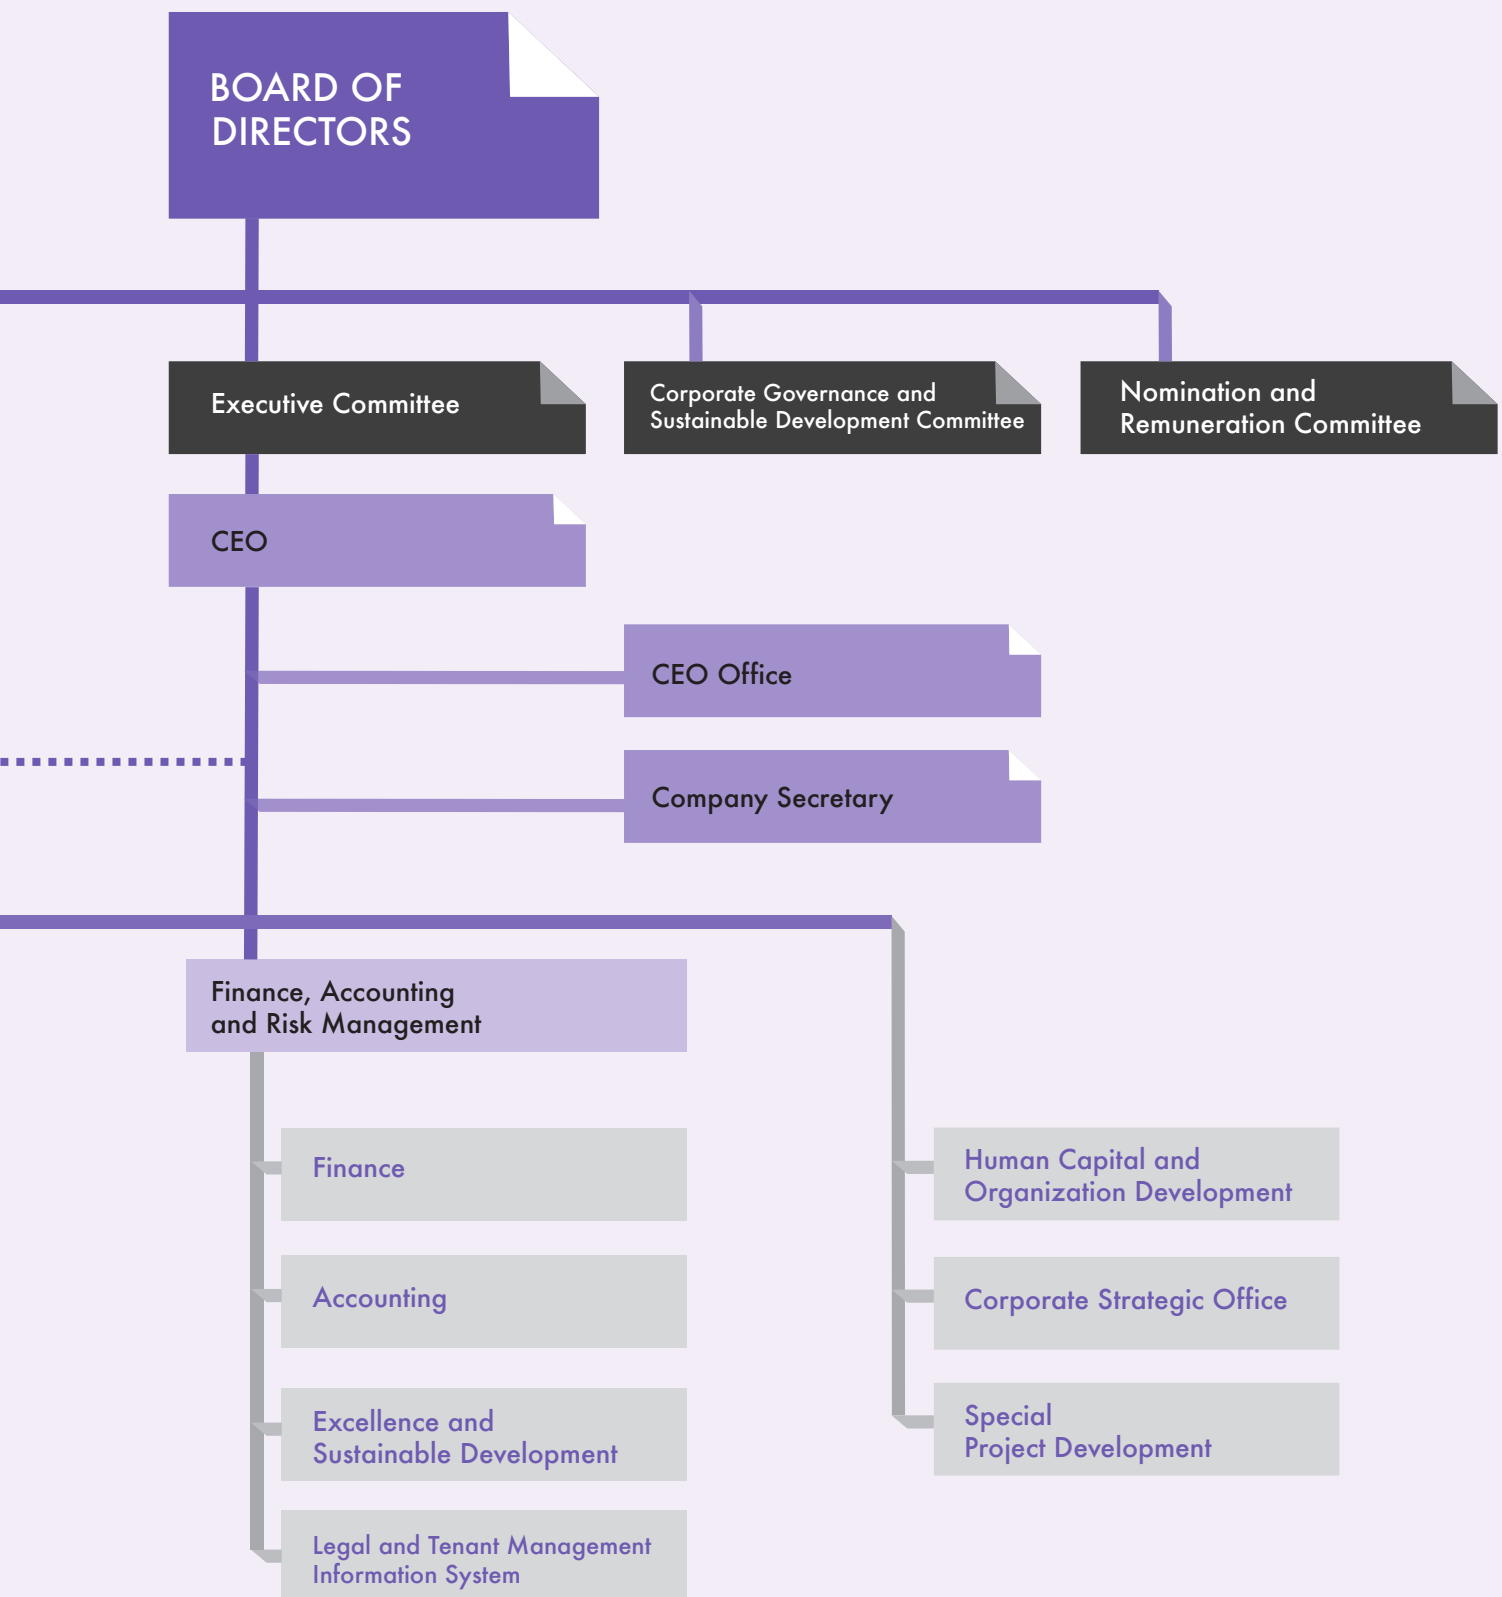 BOARD OF
DIRECTORS
Executive Committee
Corporate Governance and
Sustainable Development Committee
Nomination and
Remuneration Committee
CEO
CEO Office
Company Secretary
Finance, Accounting
and Risk Management
Finance
Accounting
Excellence and
Sustainable Development
Legal and Tenant Management
Information System
Human Capital and
Organization Development
Corporate Strategic Office
Special
Project Development